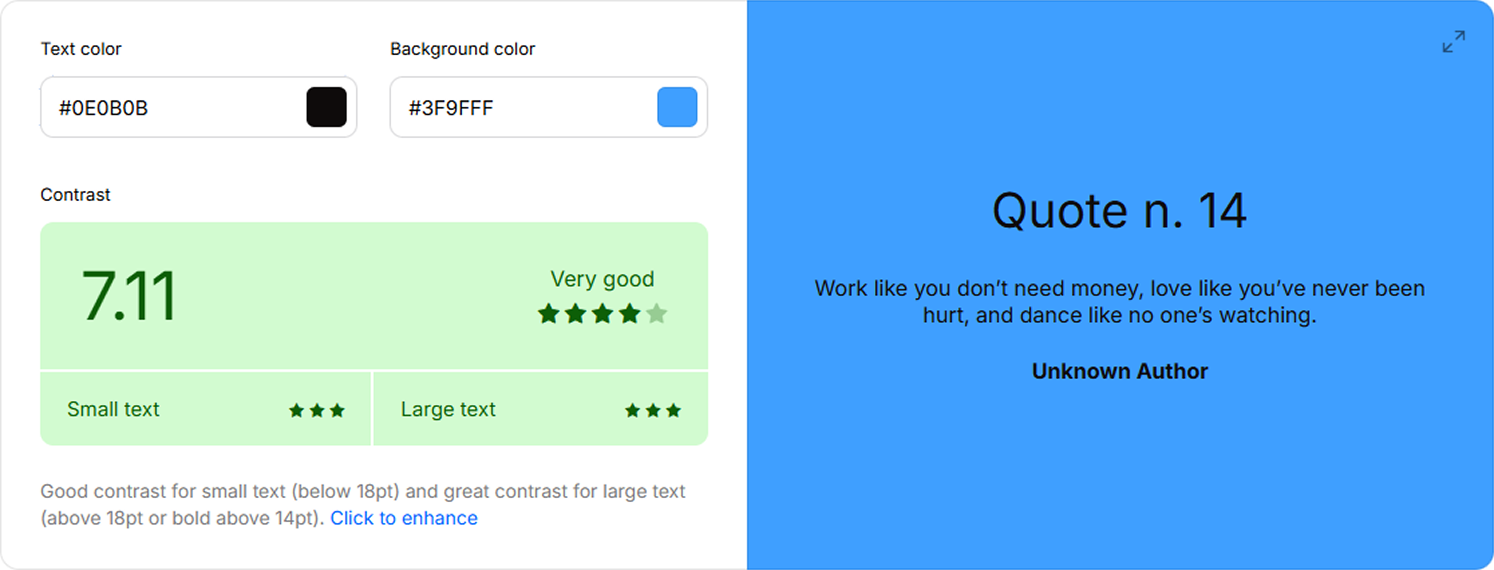 Text color
Background color
#0E0B0B
#3F9FFF
Contrast
7.11
Very good
Small text
Large text
Good contrast for small text (below 18pt) and great contrast for large text
(above 18pt or bold above 14pt). Click to enhance
Quote n. 14
Work like you don’t need money, love like you’ve never been
hurt, and dance like no one’s watching.
Unknown Author